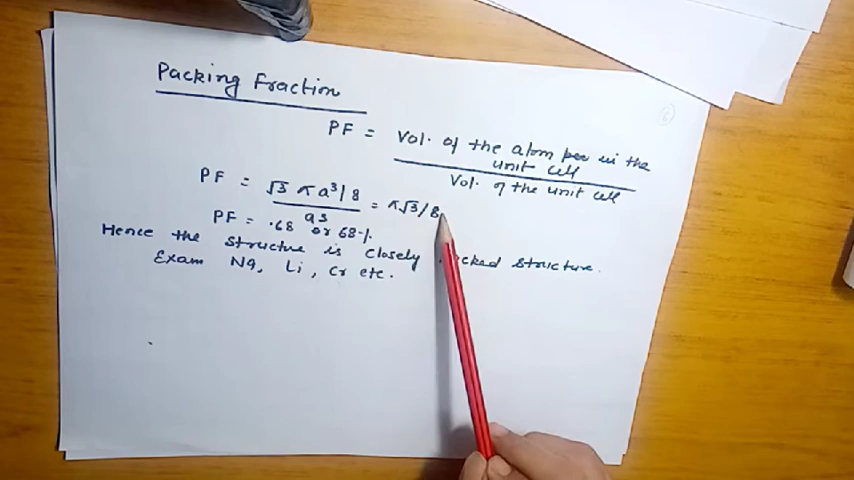 Packing Fraction
PF = Vol. of the atom per in the
unit cell
Vol. of the unit cell
PF = √3 π a³/8 = π√3/8
a3
PF = .68 or 68%
Hence the structure is closely packed structure.
Exam Na, Li, Cr etc.